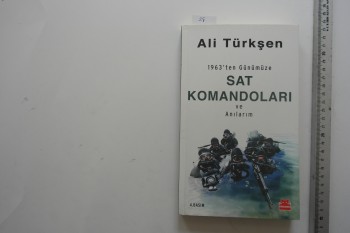 Ali Türkşen
1963'ten Günümüze
SAT
KOMANDOLARI
ve
Anılarım